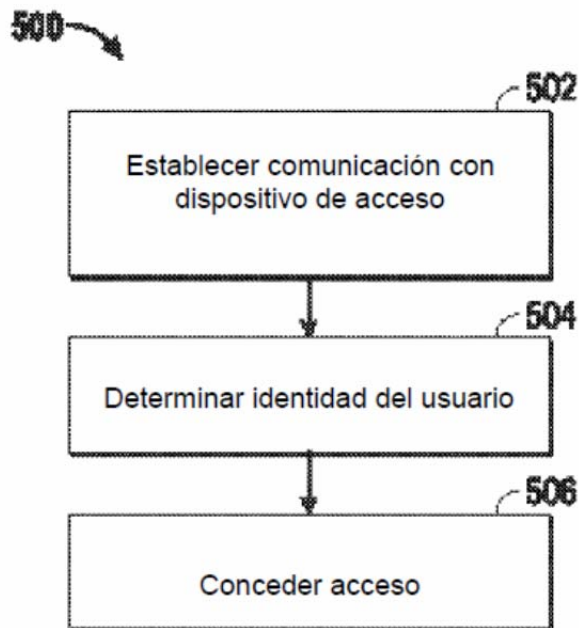 500
502
Establecer comunicación con
dispositivo de acceso
504
Determinar identidad del usuario
506
Conceder acceso